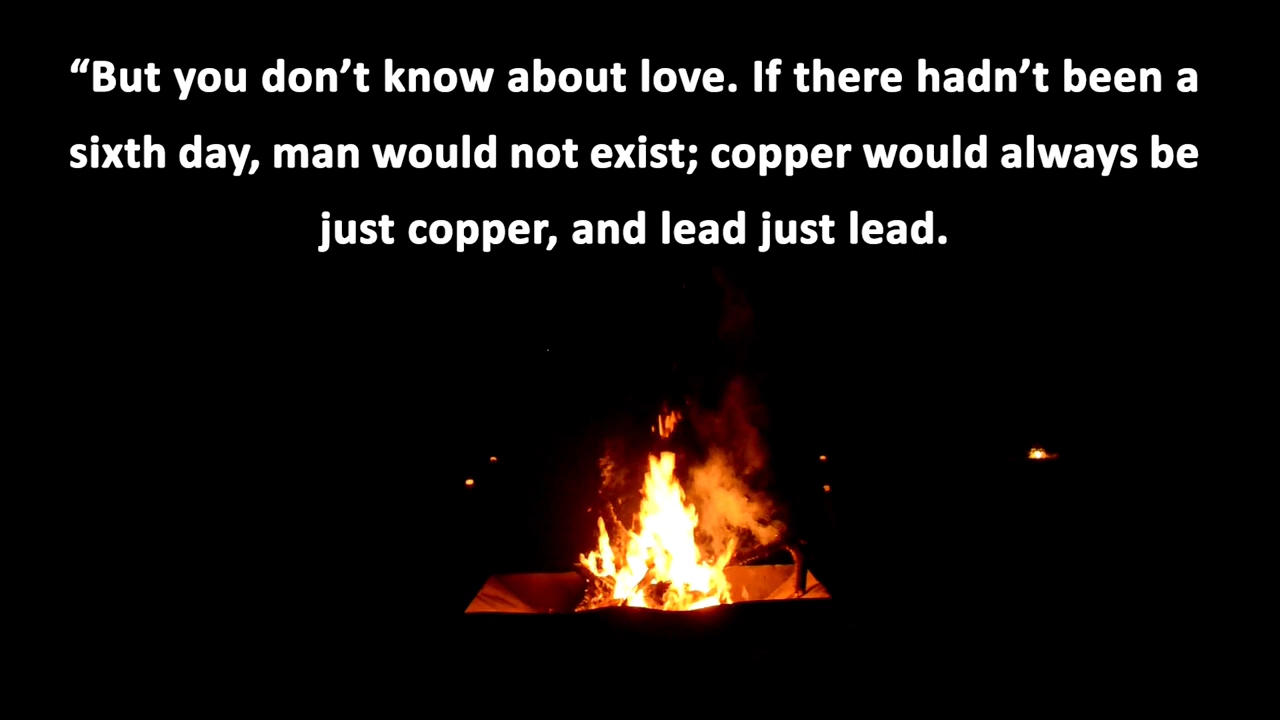 “But you don’t know about love. If there hadn’t been a
sixth day, man would not exist; copper would always be
just copper, and lead just lead.